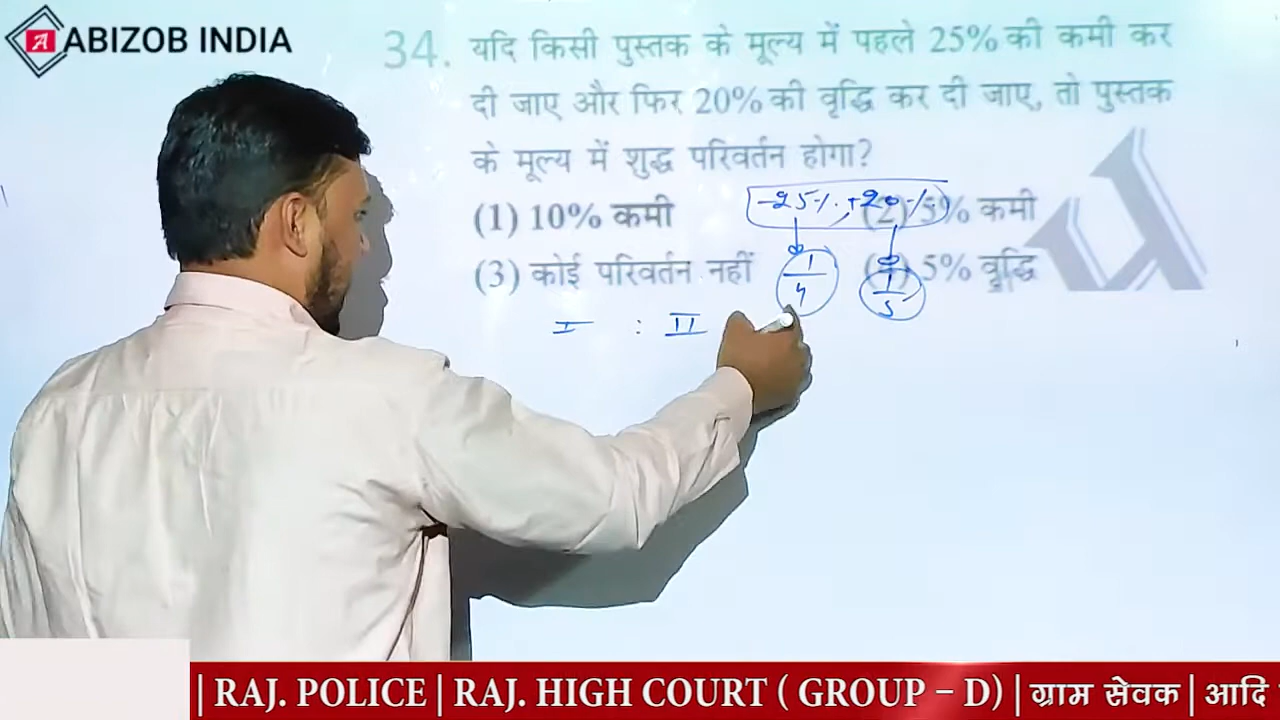 ABIZOB INDIA
34. यदि किसी पुस्तक के मूल्य में पहले 25% की कमी कर
दी जाए और फिर 20% की वृद्धि कर दी जाए, तो पुस्तक
के मूल्य में शुद्ध परिवर्तन होगा?
-25%, +20%
(1) 10% कमी (2) 5% कमी
(3) कोई परिवर्तन नहीं (4) 5% वृद्धि
1/4 1/5
I : II
| RAJ. POLICE | RAJ. HIGH COURT ( GROUP – D) | ग्राम सेवक | आदि